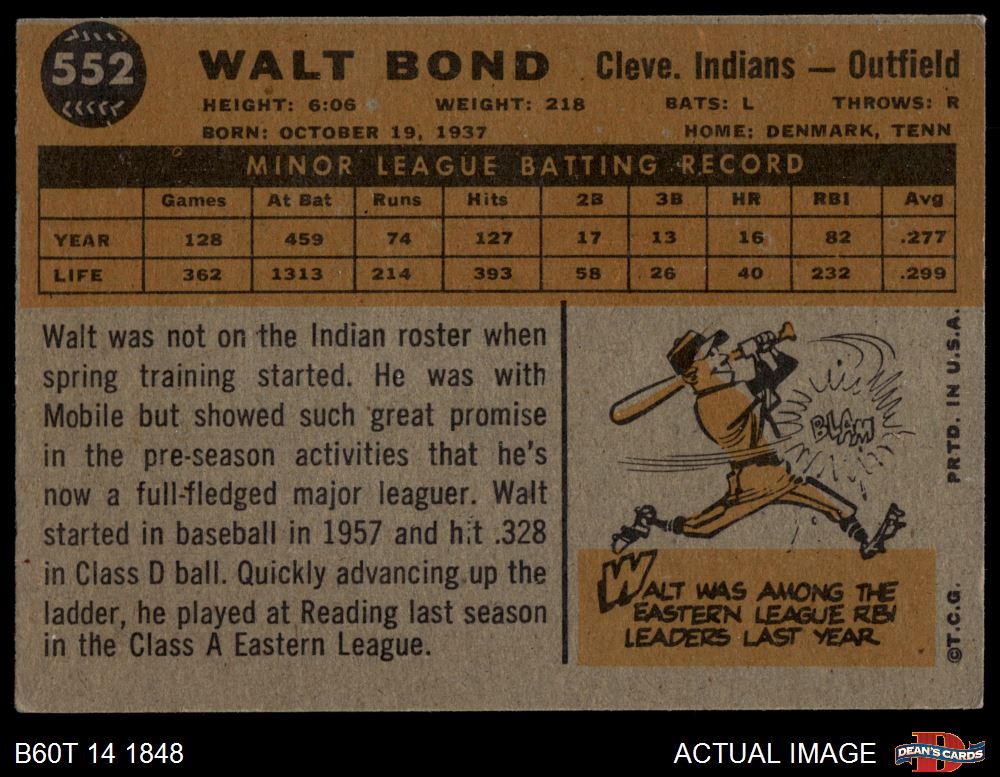 552
WALT BOND Cleve. Indians — Outfield
HEIGHT: 6:06 WEIGHT: 218 BATS: L THROWS: R
BORN: OCTOBER 19, 1937 HOME: DENMARK, TENN
MINOR LEAGUE BATTING RECORD
Games At Bat Runs Hits 2B 3B HR RBI Avg
YEAR 128 459 74 127 17 13 16 82 .277
LIFE 362 1313 214 393 58 26 40 232 .299
Walt was not on the Indian roster when
spring training started. He was with
Mobile but showed such great promise
in the pre-season activities that he's
now a full-fledged major leaguer. Walt
started in baseball in 1957 and hit .328
in Class D ball. Quickly advancing up the
ladder, he played at Reading last season
in the Class A Eastern League.
BLAM
WALT WAS AMONG THE
EASTERN LEAGUE RBI
LEADERS LAST YEAR
©T.C.G. PRTD. IN U.S.A.
B60T 14 1848
ACTUAL IMAGE
D
DEAN'S CARDS